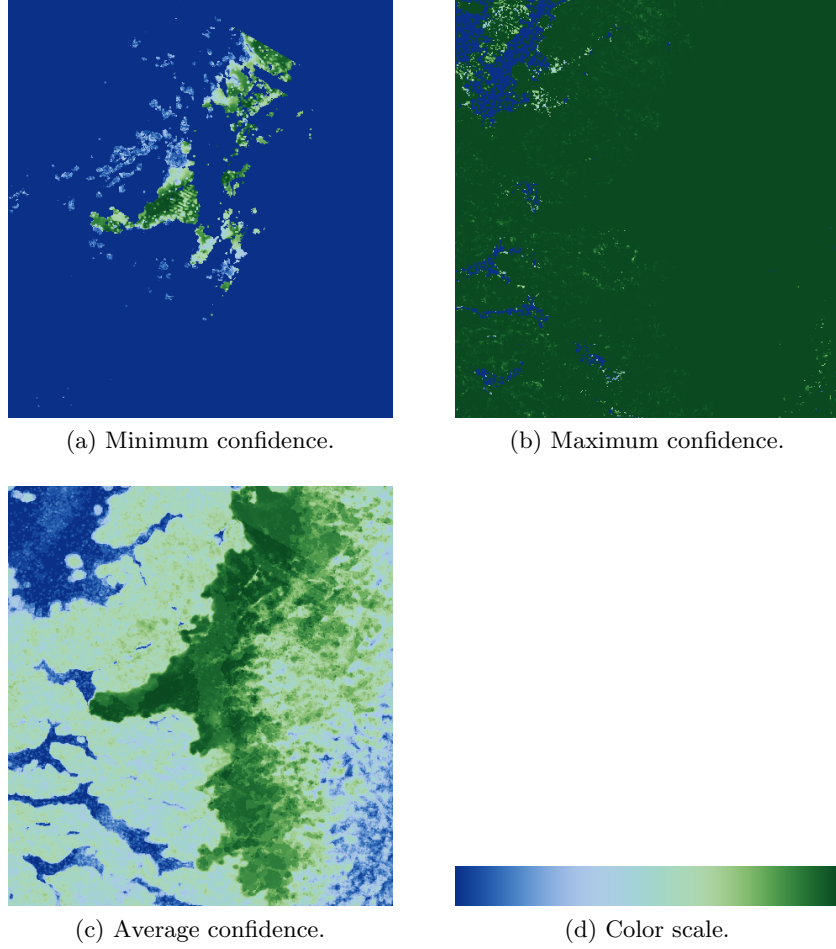 (a) Minimum confidence.
(b) Maximum confidence.
(c) Average confidence.
(d) Color scale.